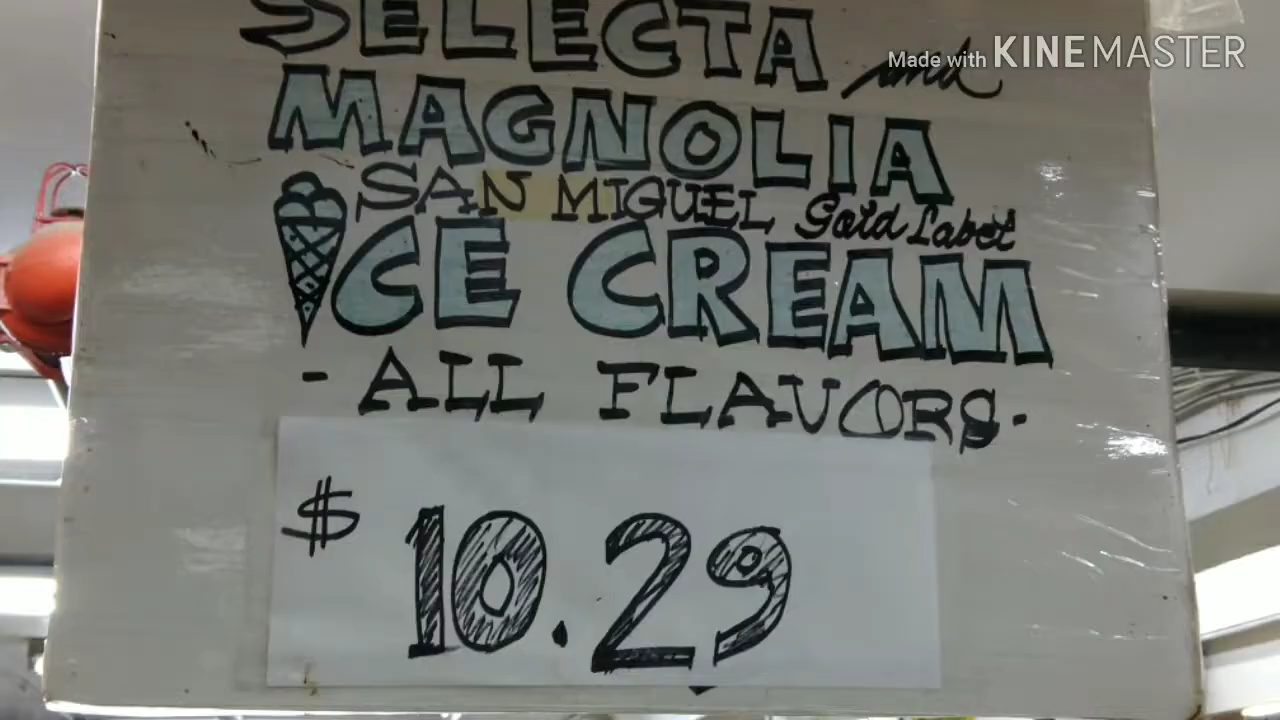 SELECTA and
Made with KINEMASTER
MAGNOLIA
SAN MIGUEL Gold Label
ICE CREAM
- ALL FLAVORS -
$ 10.29